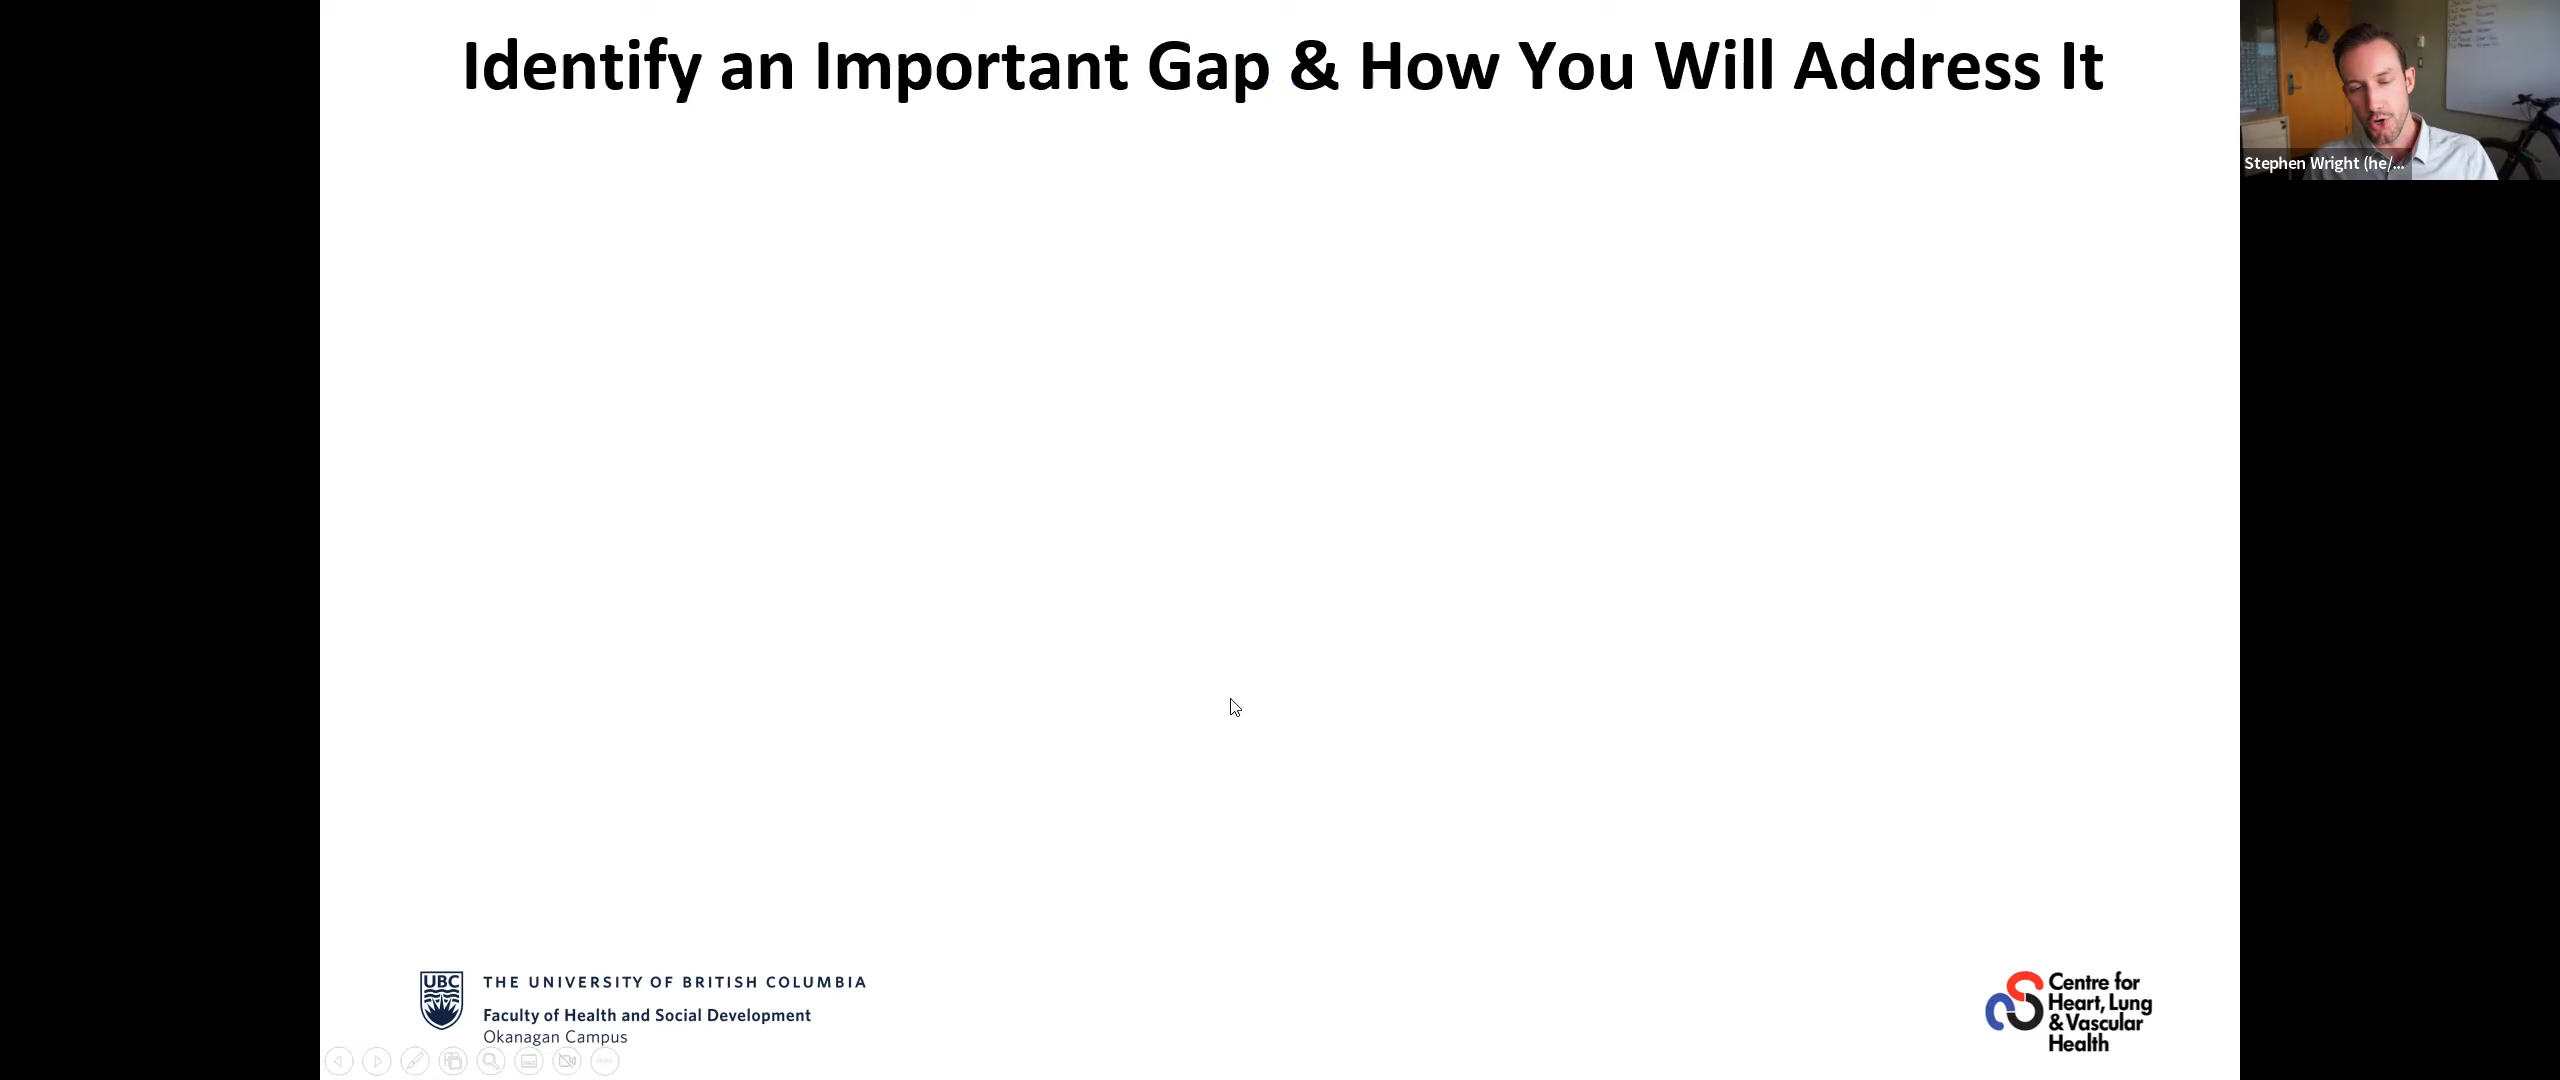 Identify an Important Gap & How You Will Address It
Stephen Wright (he/...
UBC
THE UNIVERSITY OF BRITISH COLUMBIA
Faculty of Health and Social Development
Okanagan Campus
Centre for
Heart, Lung
& Vascular
Health